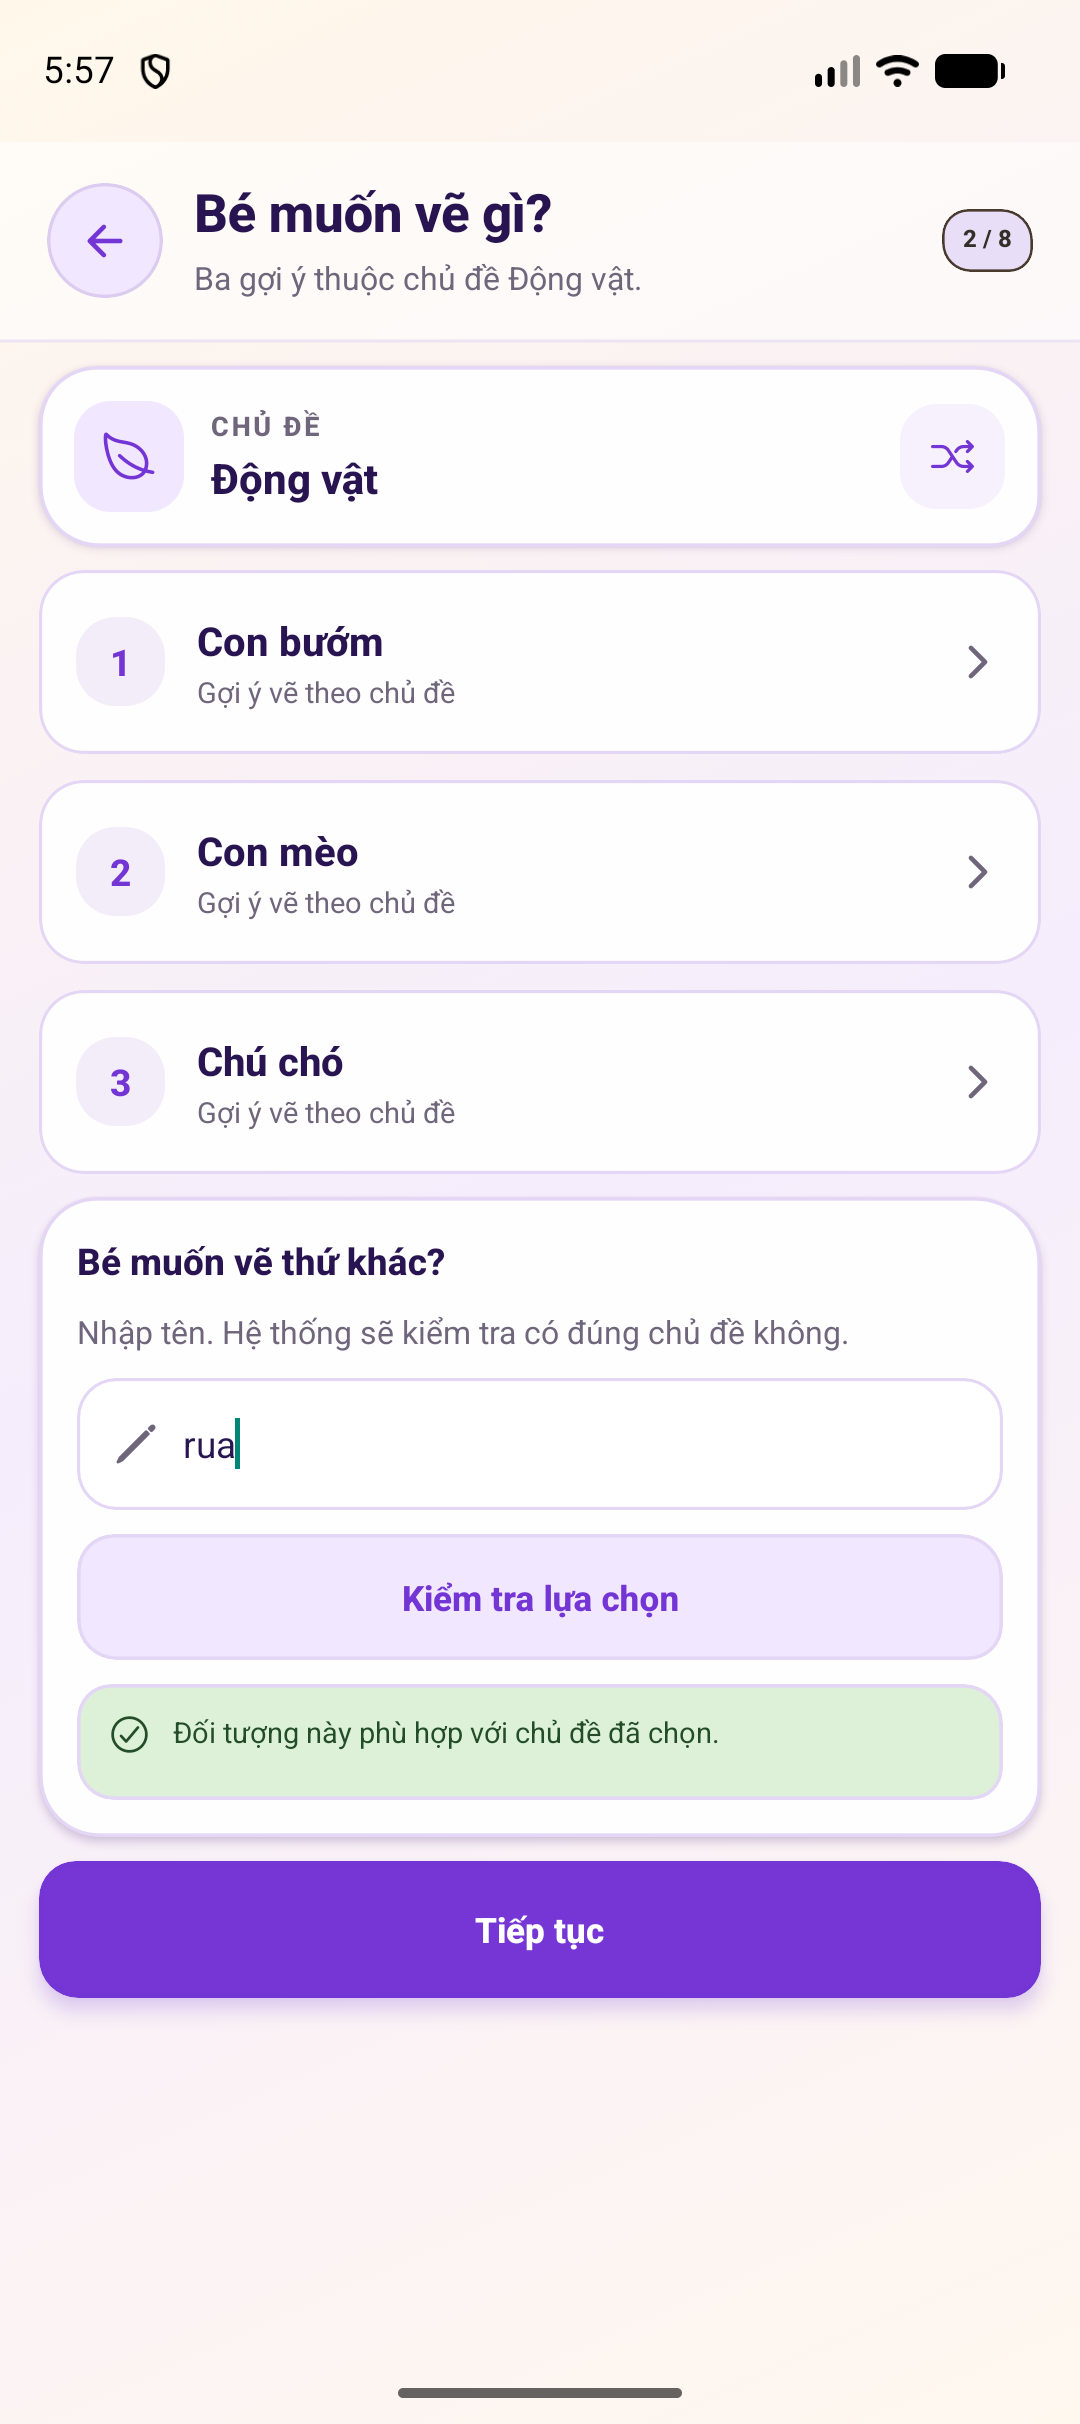 5:57
Bé muốn vẽ gì?
Ba gợi ý thuộc chủ đề Động vật.
2 / 8
CHỦ ĐỀ
Động vật
1
Con bướm
Gợi ý vẽ theo chủ đề
2
Con mèo
Gợi ý vẽ theo chủ đề
3
Chú chó
Gợi ý vẽ theo chủ đề
Bé muốn vẽ thứ khác?
Nhập tên. Hệ thống sẽ kiểm tra có đúng chủ đề không.
rua
Kiểm tra lựa chọn
Đối tượng này phù hợp với chủ đề đã chọn.
Tiếp tục